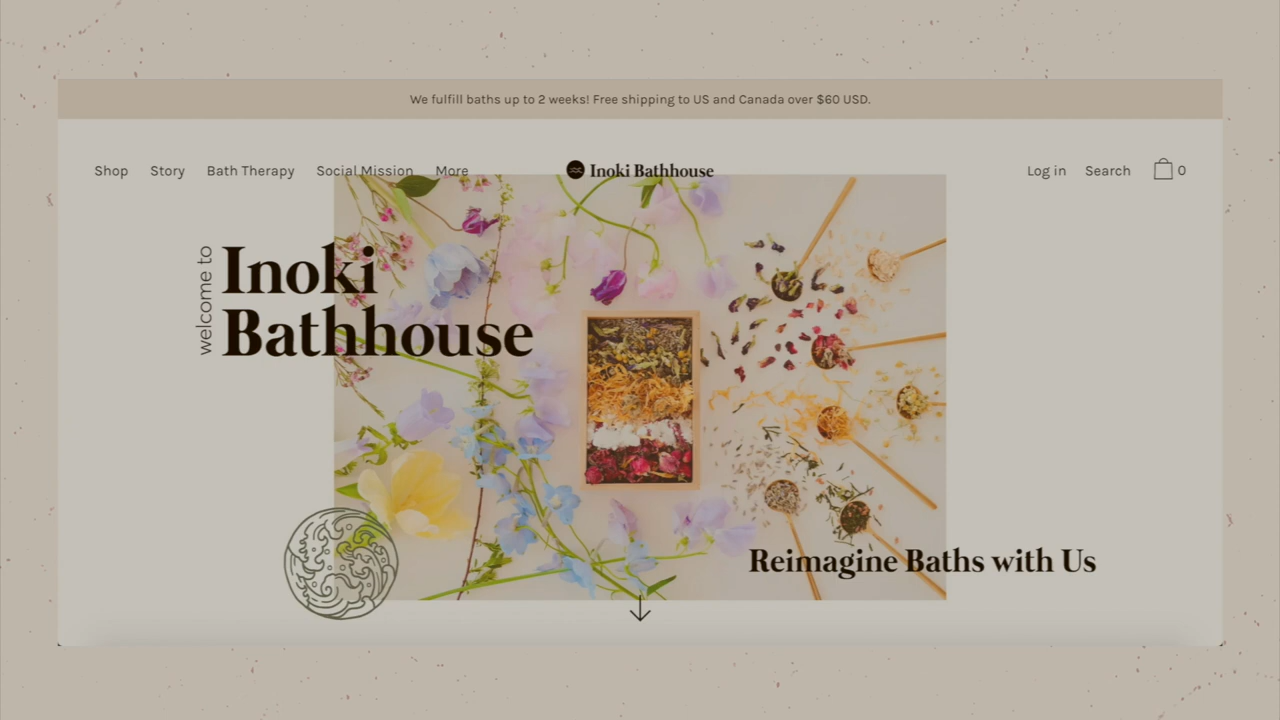 We fulfill baths up to 2 weeks! Free shipping to US and Canada over $60 USD.
Shop Story Bath Therapy Social Mission More Inoki Bathhouse Log in Search 0
welcome to
Inoki
Bathhouse
Reimagine Baths with Us